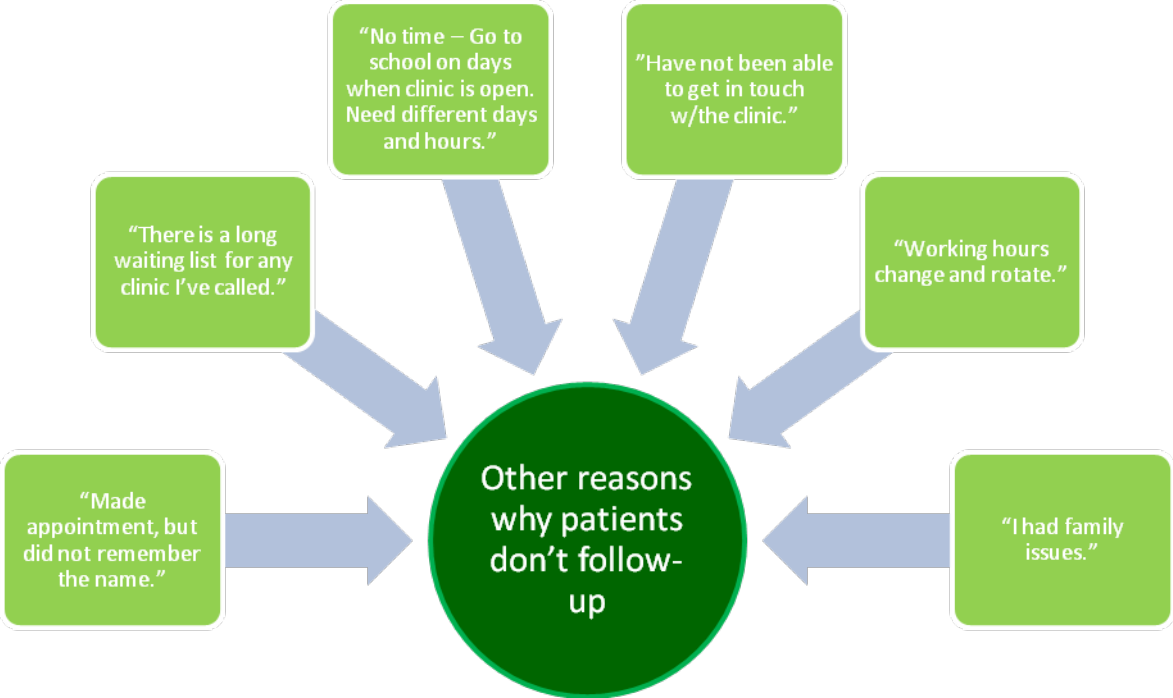 “No time – Go to
school on days
when clinic is open.
Need different days
and hours.”
”Have not been able
to get in touch
w/the clinic.”
“There is a long
waiting list for any
clinic I’ve called.”
“Working hours
change and rotate.”
“Made
appointment, but
did not remember
the name.”
Other reasons
why patients
don’t follow-
up
“I had family
issues.”